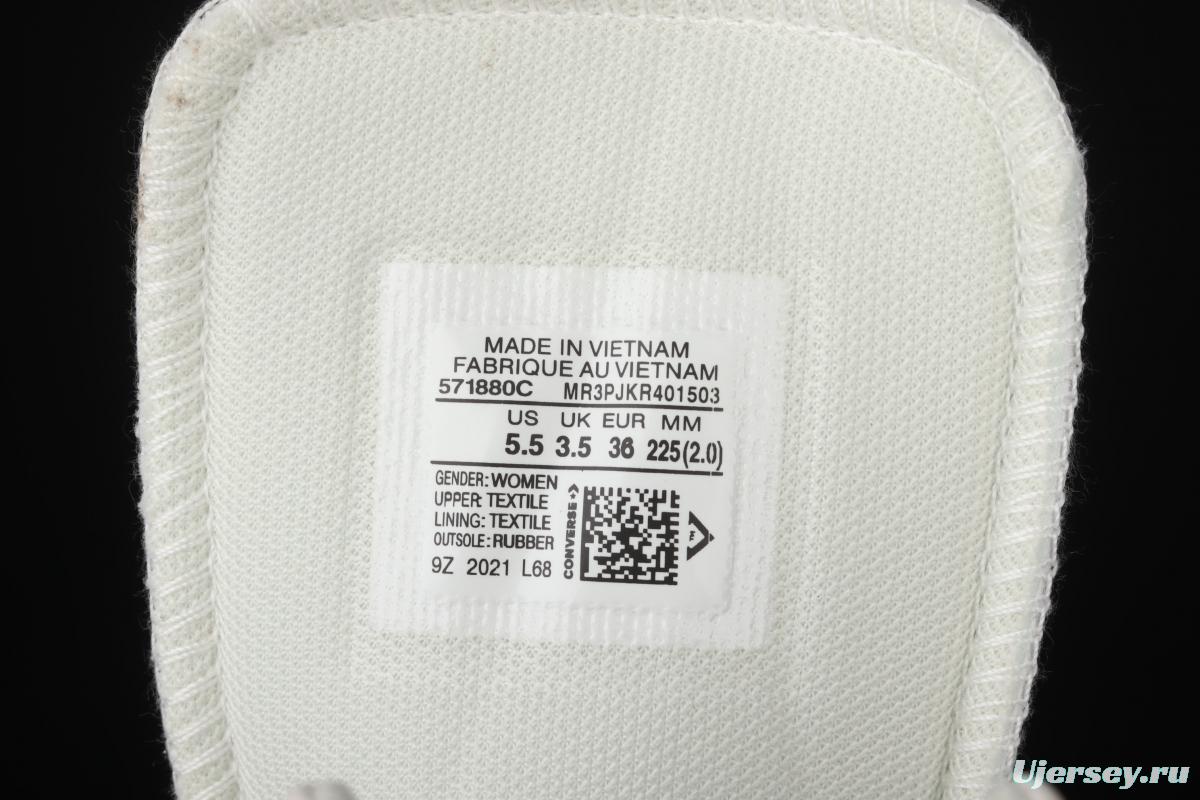 MADE IN VIETNAM
FABRIQUE AU VIETNAM
571880C MR3PJKR401503
US UK EUR MM
5.5 3.5 36 225(2.0)
GENDER: WOMEN
UPPER: TEXTILE
LINING: TEXTILE
OUTSOLE: RUBBER
9Z 2021 L68
CONVERSE
E
Ujersey.ru